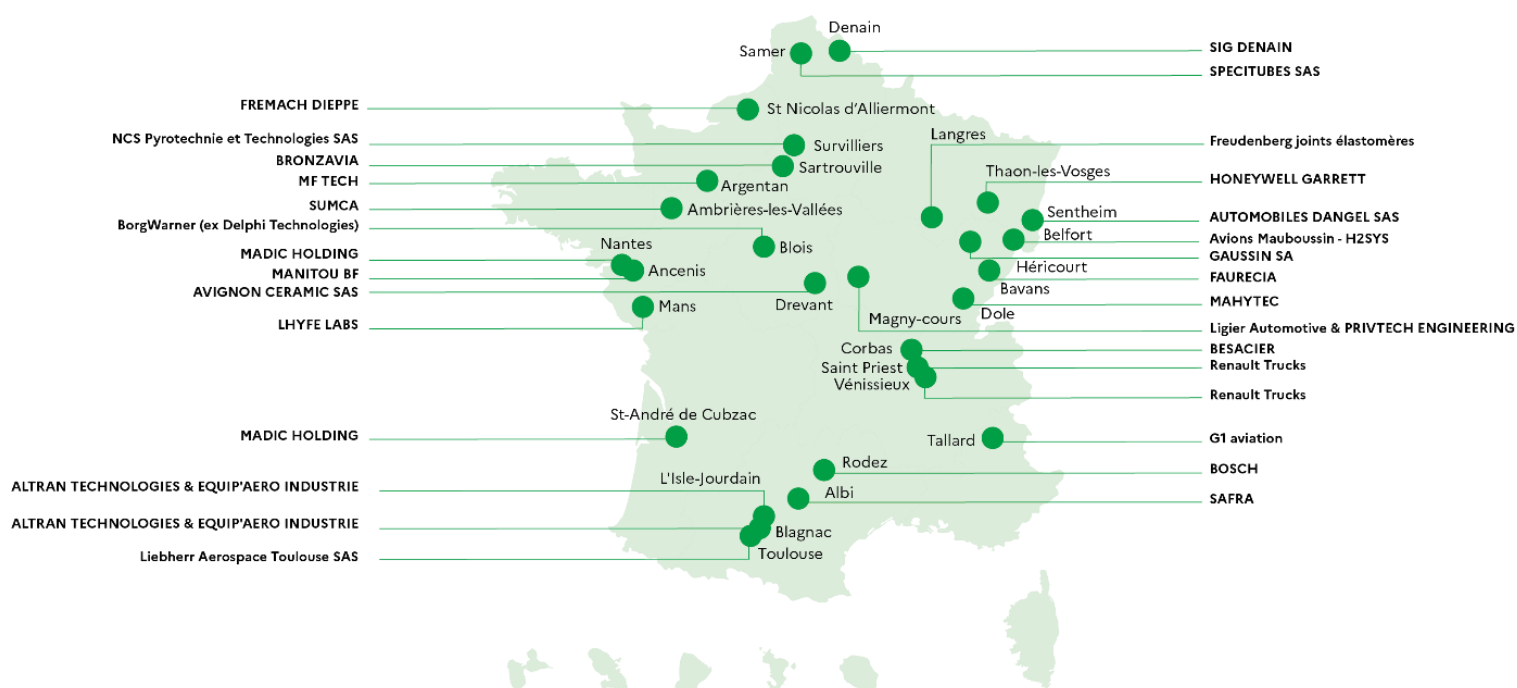 Denain
Samer
SIG DENAIN
SPECITUBES SAS
FREMACH DIEPPE
St Nicolas d’Alliermont
Langres
NCS Pyrotechnie et Technologies SAS
Survilliers
Freudenberg joints élastomères
BRONZAVIA
Sartrouville
Thaon-les-Vosges
MF TECH
Argentan
HONEYWELL GARRETT
SUMCA
Ambrières-les-Vallées
Sentheim
AUTOMOBILES DANGEL SAS
BorgWarner (ex Delphi Technologies)
Belfort
Avions Mauboussin - H2SYS
Nantes
Blois
MADIC HOLDING
GAUSSIN SA
Ancenis
Héricourt
MANITOU BF
FAURECIA
AVIGNON CERAMIC SAS
Bavans
Drevant
Mans
MAHYTEC
Dole
LHYFE LABS
Magny-cours
Ligier Automotive & PRIVTECH ENGINEERING
Corbas
BESACIER
Saint Priest
Renault Trucks
Vénissieux
Renault Trucks
St-André de Cubzac
MADIC HOLDING
Tallard
G1 aviation
Rodez
BOSCH
L'Isle-Jourdain
ALTRAN TECHNOLOGIES & EQUIP'AERO INDUSTRIE
Albi
SAFRA
ALTRAN TECHNOLOGIES & EQUIP'AERO INDUSTRIE
Blagnac
Toulouse
Liebherr Aerospace Toulouse SAS